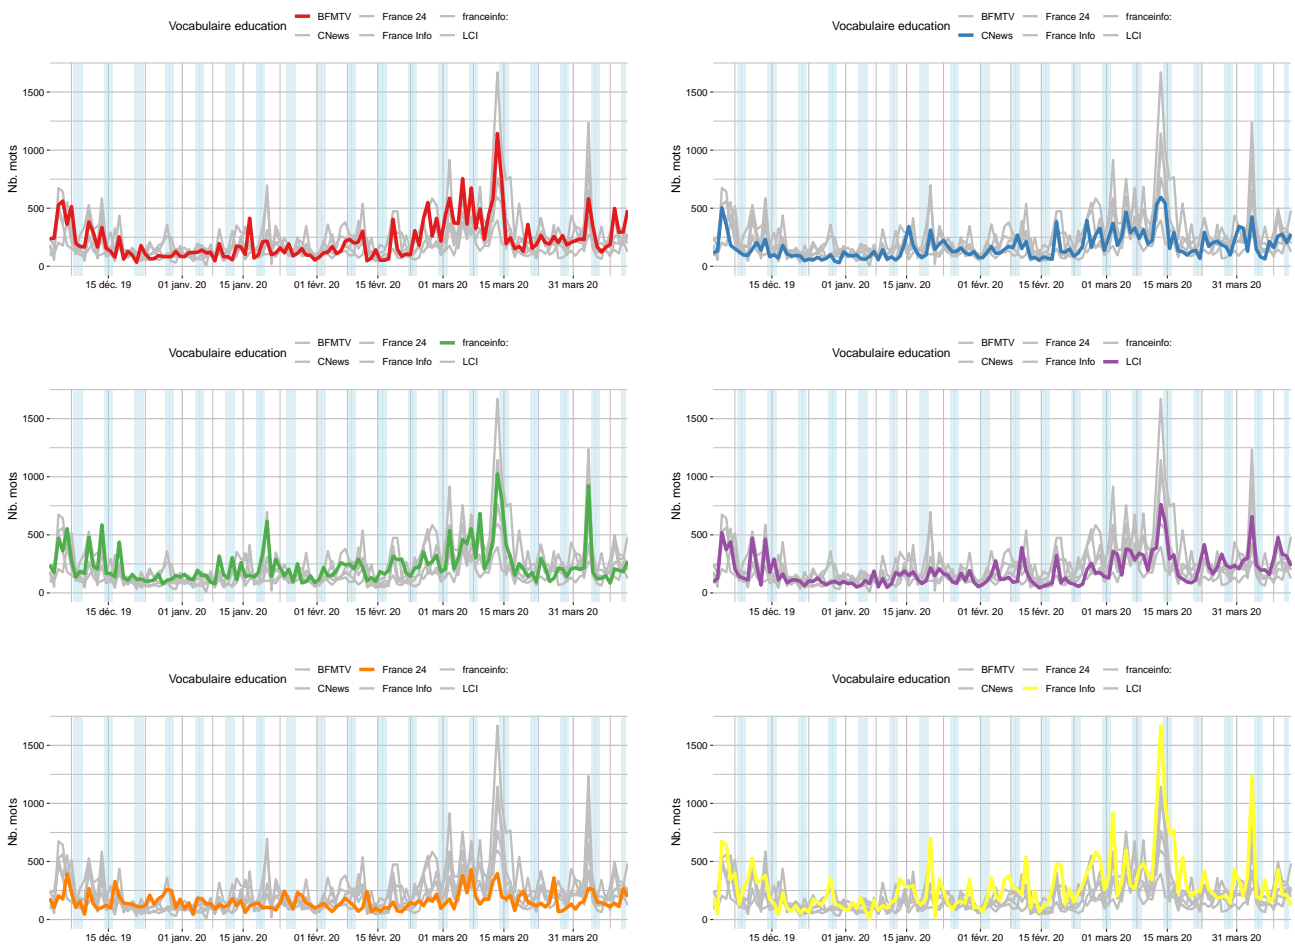 Vocabulaire education BFMTV France 24 franceinfo:
CNews France Info LCI
Nb. mots
1500
1000
500
0
15 déc. 19 01 janv. 20 15 janv. 20 01 févr. 20 15 févr. 20 01 mars 20 15 mars 20 31 mars 20
Vocabulaire education BFMTV France 24 franceinfo:
CNews France Info LCI
Nb. mots
1500
1000
500
0
15 déc. 19 01 janv. 20 15 janv. 20 01 févr. 20 15 févr. 20 01 mars 20 15 mars 20 31 mars 20
Vocabulaire education BFMTV France 24 franceinfo:
CNews France Info LCI
Nb. mots
1500
1000
500
0
15 déc. 19 01 janv. 20 15 janv. 20 01 févr. 20 15 févr. 20 01 mars 20 15 mars 20 31 mars 20
Vocabulaire education BFMTV France 24 franceinfo:
CNews France Info LCI
Nb. mots
1500
1000
500
0
15 déc. 19 01 janv. 20 15 janv. 20 01 févr. 20 15 févr. 20 01 mars 20 15 mars 20 31 mars 20
Vocabulaire education BFMTV France 24 franceinfo:
CNews France Info LCI
Nb. mots
1500
1000
500
0
15 déc. 19 01 janv. 20 15 janv. 20 01 févr. 20 15 févr. 20 01 mars 20 15 mars 20 31 mars 20
Vocabulaire education BFMTV France 24 franceinfo:
CNews France Info LCI
Nb. mots
1500
1000
500
0
15 déc. 19 01 janv. 20 15 janv. 20 01 févr. 20 15 févr. 20 01 mars 20 15 mars 20 31 mars 20